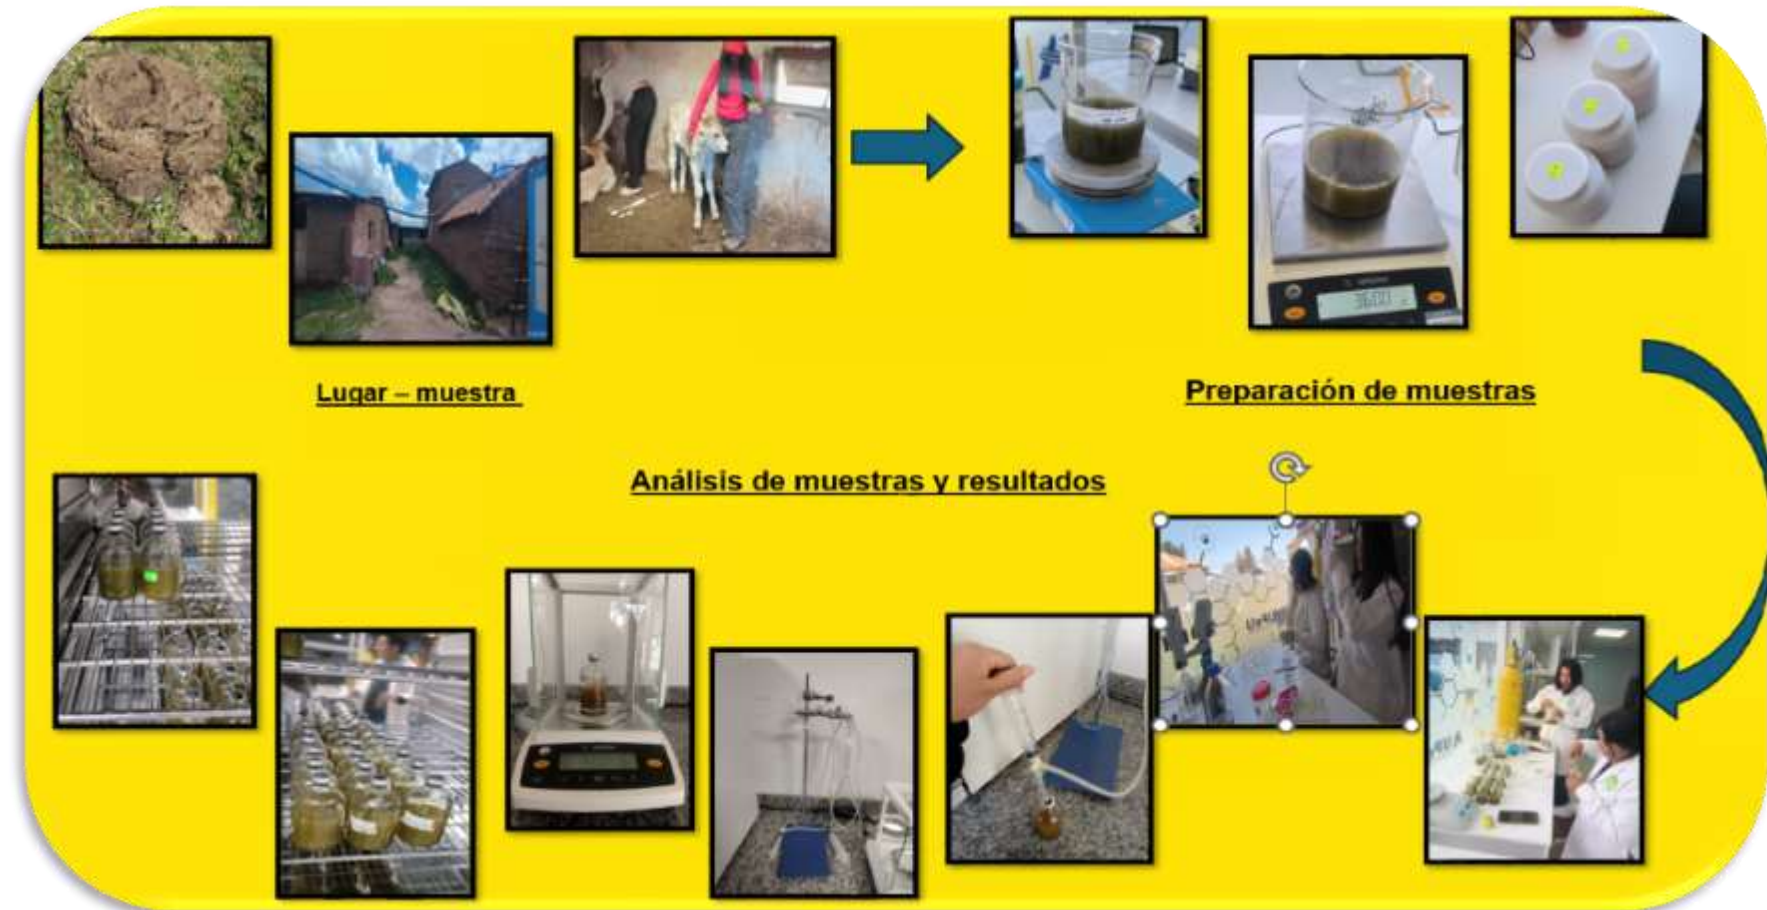 Lugar – muestra
Preparación de muestras
Análisis de muestras y resultados